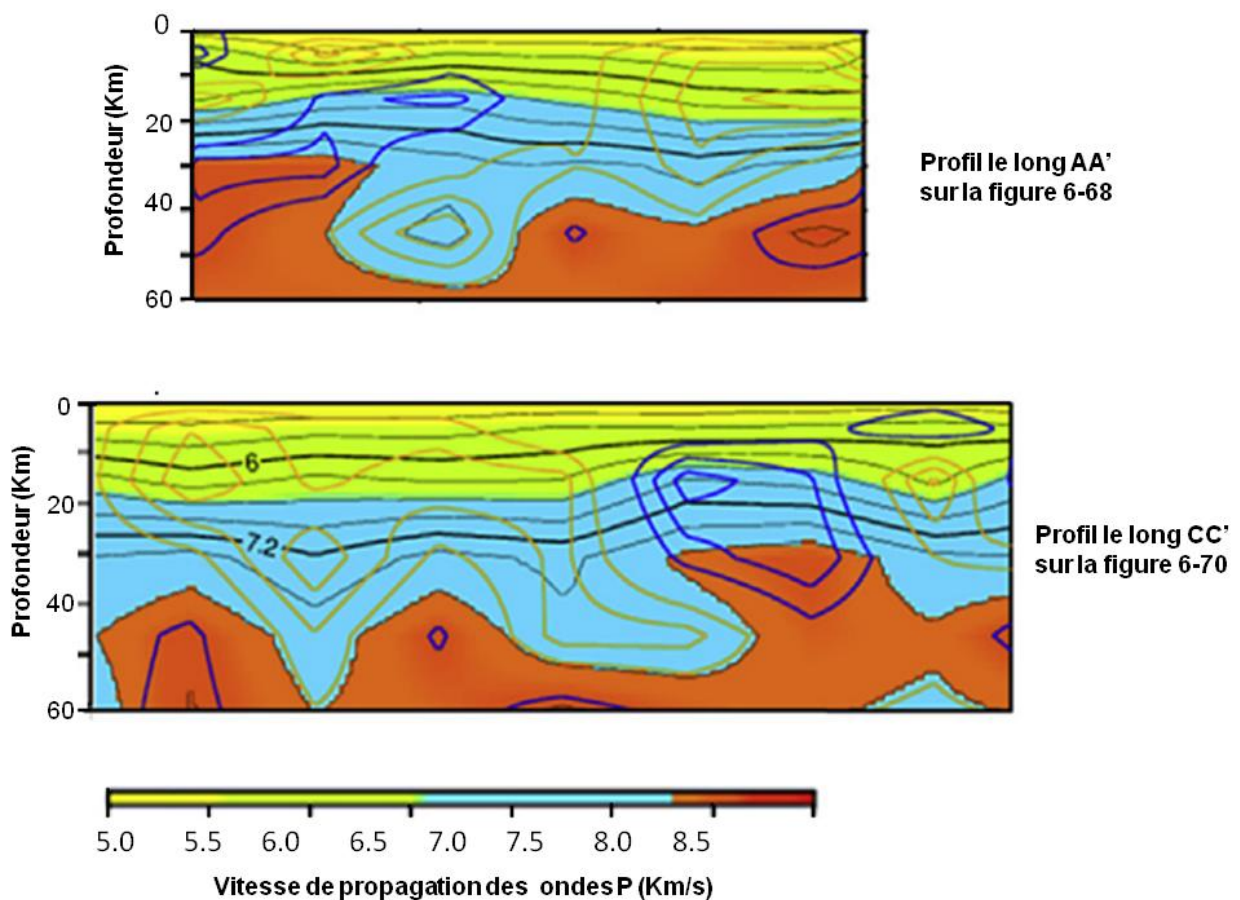 0
20
40
60
Profondeur (Km)
Profil le long AA’
sur la figure 6-68
0
20
40
60
Profondeur (Km)
6
7.2
Profil le long CC’
sur la figure 6-70
5.0 5.5 6.0 6.5 7.0 7.5 8.0 8.5
Vitesse de propagation des ondes P (Km/s)